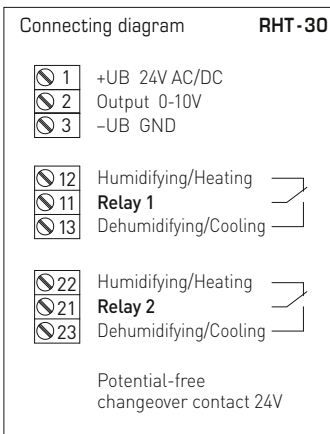 Connecting diagram RHT-30
1 +UB 24V AC/DC
2 Output 0-10V
3 –UB GND
12 Humidifying/Heating
11 Relay 1
13 Dehumidifying/Cooling
22 Humidifying/Heating
21 Relay 2
23 Dehumidifying/Cooling
Potential-free
changeover contact 24V